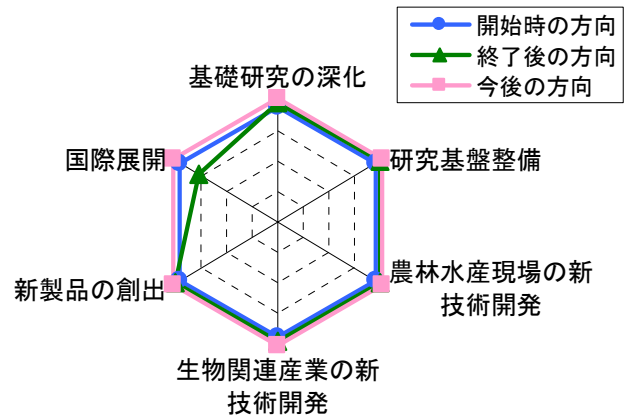 開始時の方向
終了後の方向
今後の方向
基礎研究の深化
国際展開
研究基盤整備
新製品の創出
農林水産現場の新
技術開発
生物関連産業の新
技術開発